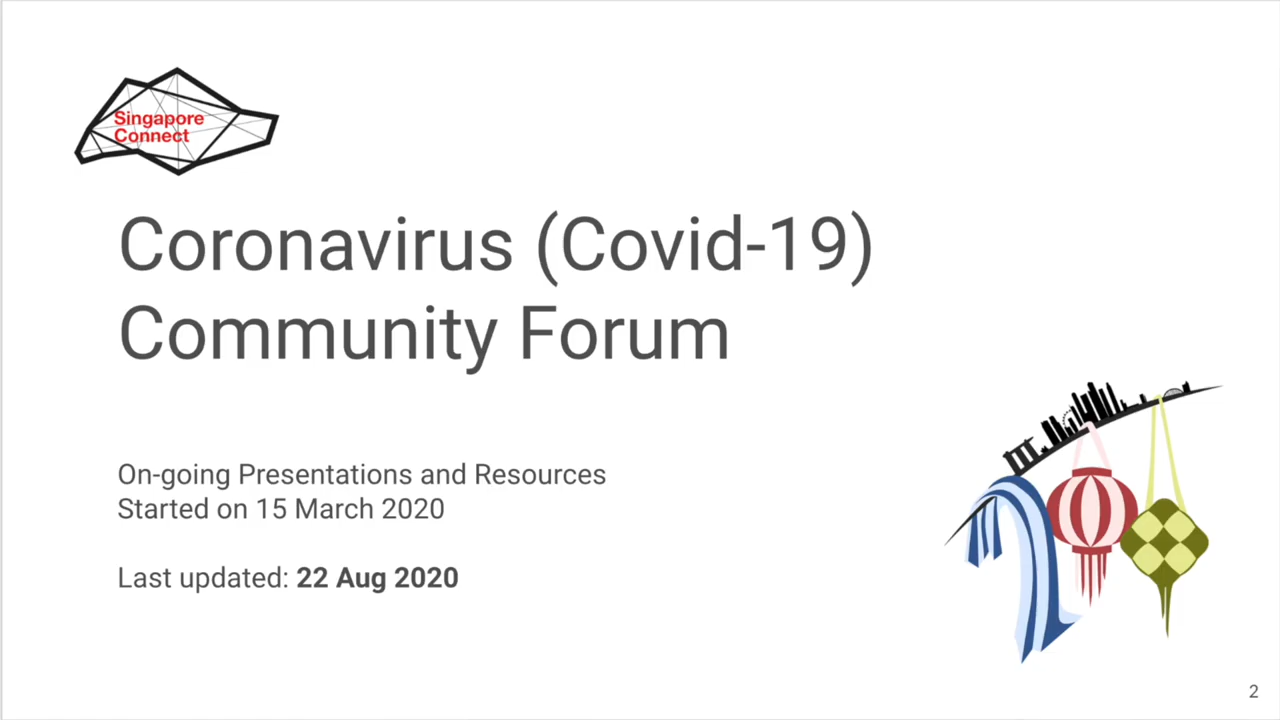 Singapore
Connect
Coronavirus (Covid-19)
Community Forum
On-going Presentations and Resources
Started on 15 March 2020
Last updated: 22 Aug 2020
2